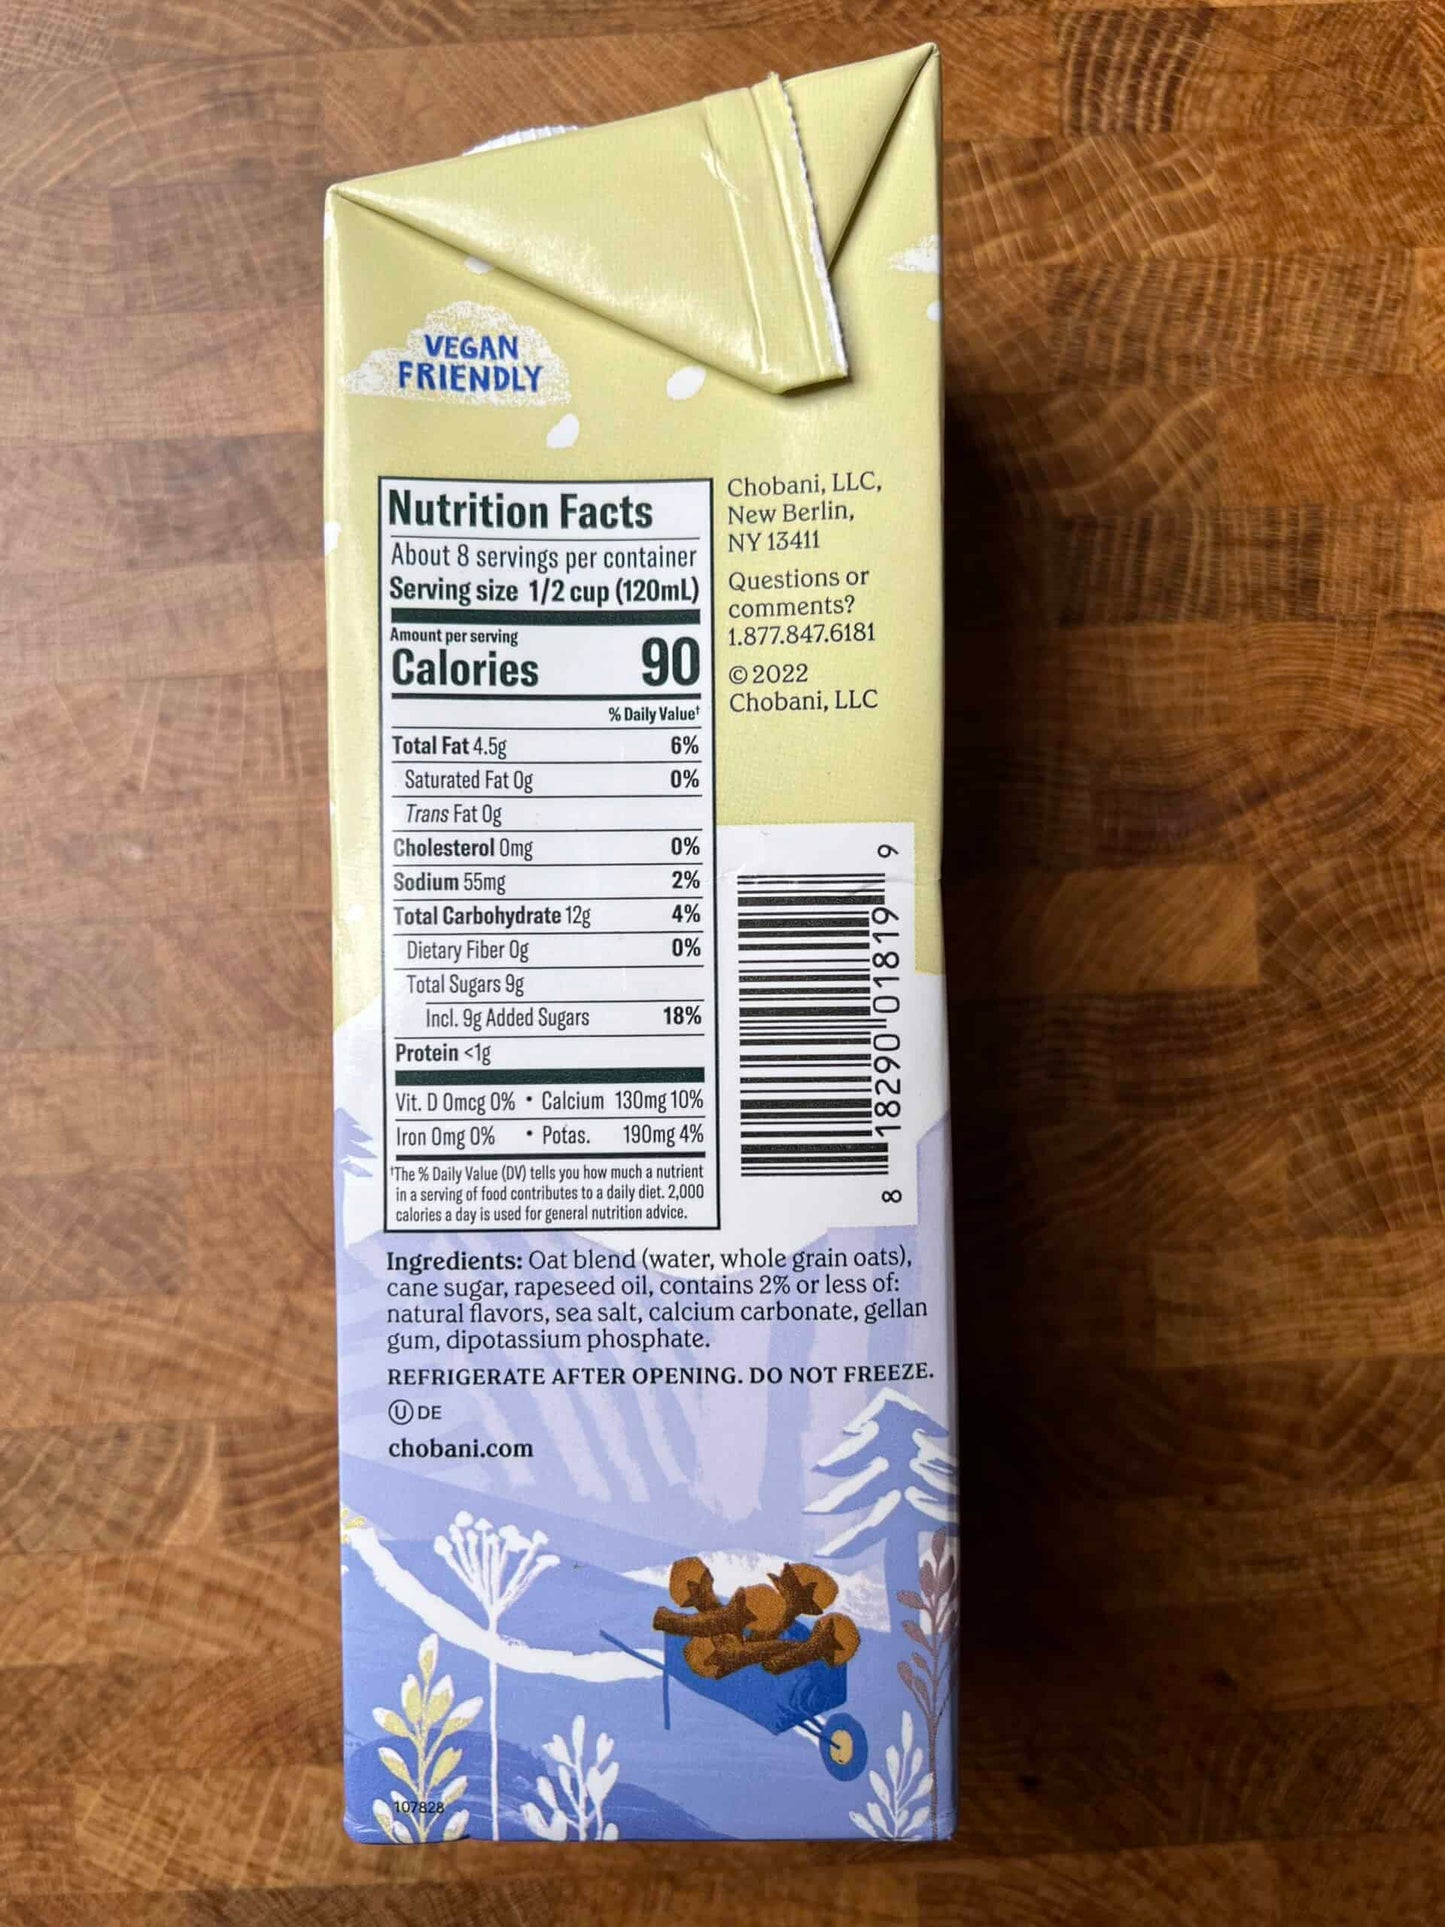 VEGAN
FRIENDLY
Nutrition Facts
About 8 servings per container
Serving size 1/2 cup (120mL)
Amount per serving
Calories 90
% Daily Value†
Total Fat 4.5g 6%
Saturated Fat 0g 0%
Trans Fat 0g
Cholesterol 0mg 0%
Sodium 55mg 2%
Total Carbohydrate 12g 4%
Dietary Fiber 0g 0%
Total Sugars 9g
Incl. 9g Added Sugars 18%
Protein <1g
Vit. D 0mcg 0% • Calcium 130mg 10%
Iron 0mg 0% • Potas. 190mg 4%
†The % Daily Value (DV) tells you how much a nutrient
in a serving of food contributes to a daily diet. 2,000
calories a day is used for general nutrition advice.
Chobani, LLC,
New Berlin,
NY 13411
Questions or
comments?
1.877.847.6181
© 2022
Chobani, LLC
8 18290 01819 9
Ingredients: Oat blend (water, whole grain oats),
cane sugar, rapeseed oil, contains 2% or less of:
natural flavors, sea salt, calcium carbonate, gellan
gum, dipotassium phosphate.
REFRIGERATE AFTER OPENING. DO NOT FREEZE.
U DE
chobani.com
107828